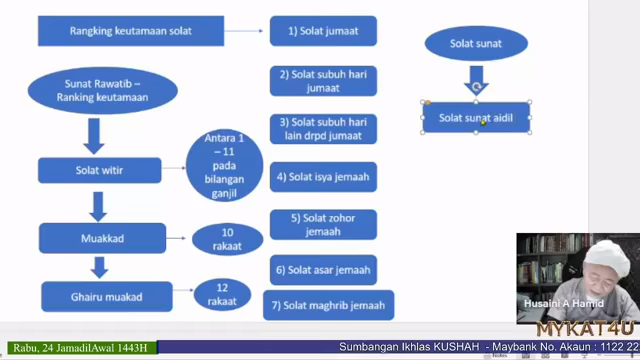 Rangking keutamaan solat
1) Solat jumaat
2) Solat subuh hari
jumaat
3) Solat subuh hari
lain drpd jumaat
4) Solat isya jemaah
5) Solat zohor
jemaah
6) Solat asar jemaah
7) Solat maghrib jemaah
Sunat Rawatib –
Ranking keutamaan
Solat witir
Antara 1
– 11
pada
bilangan
ganjil
Muakkad
10
rakaat
Ghairu muakad
12
rakaat
Solat sunat
Solat sunat aidil
Husaini A Hamid
MYKAT4U
Rabu, 24 JamadilAwal 1443H
Sumbangan Ikhlas KUSHAH - Maybank No. Akaun : 1122 22